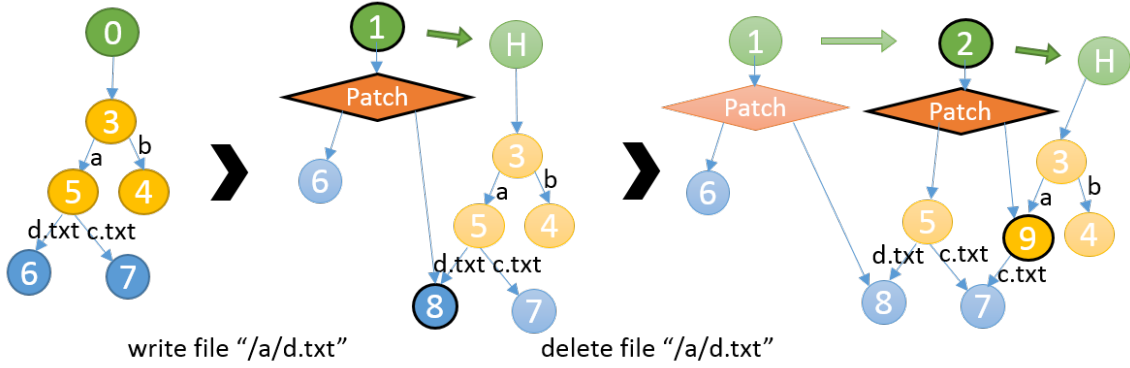 0
3
a
b
5
4
d.txt
c.txt
6
7
write file “/a/d.txt”
1
H
Patch
6
3
a
b
5
4
d.txt
c.txt
8
7
delete file “/a/d.txt”
1
2
H
Patch
Patch
6
3
a
b
5
9
4
d.txt
c.txt
c.txt
8
7